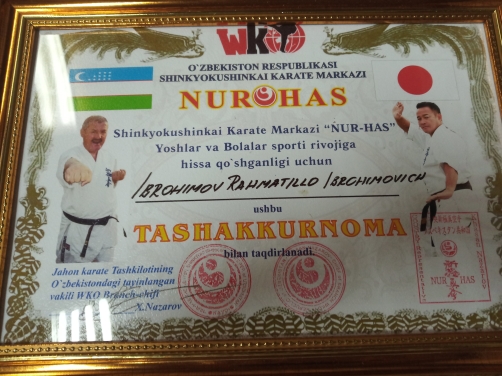 WKO
O`ZBEKISTON RESPUBLIKASI
SHINKYOKUSHINKAI KARATE MARKAZI
NUR HAS
Shinkyokushinkai Karate Markazi "NUR-HAS"
Yoshlar va Bolalar sporti rivojiga
hissa qo`shganligi uchun
IBROHIMOV RAHMATILLO IBROHIMOVICH
ushbu
TASHAKKURNOMA
bilan taqdirlanadi.
Jahon karate Tashkilotining
O`zbekistondagi tayinlangan
vakili WKO Branch-shifi
X.Nazarov
NUR HAS